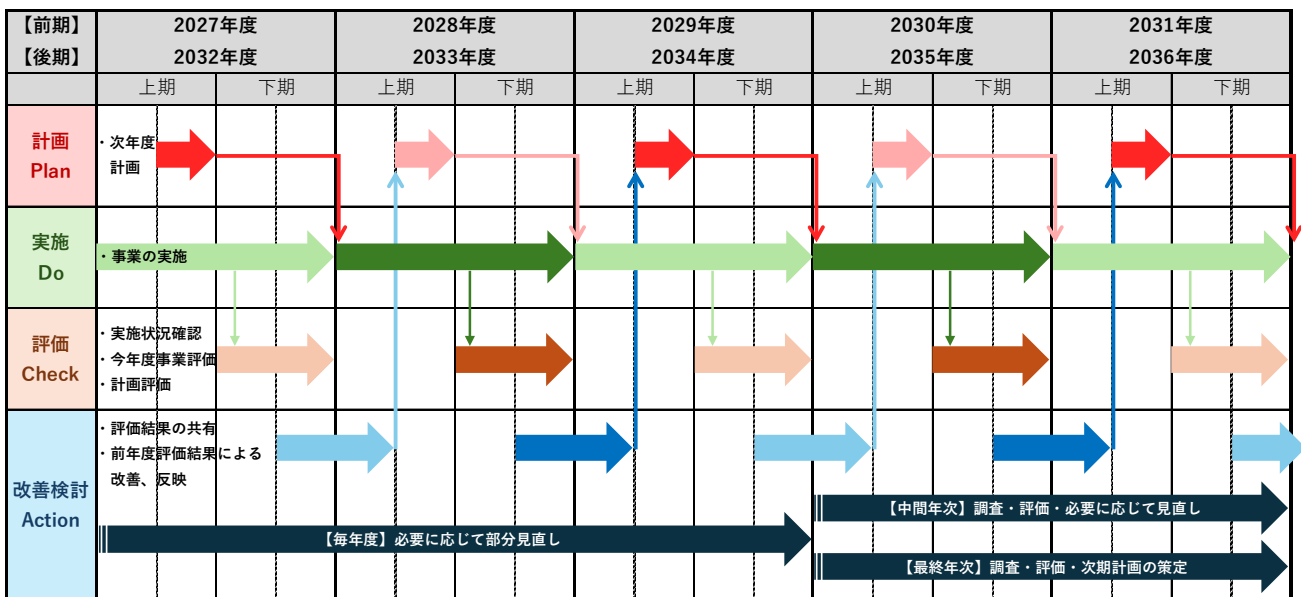 【前期】 2027年度 2028年度 2029年度 2030年度 2031年度
【後期】 2032年度 2033年度 2034年度 2035年度 2036年度
上期 下期 上期 下期 上期 下期 上期 下期 上期 下期
計画
Plan
・次年度
計画
実施
Do
・事業の実施
評価
Check
・実施状況確認
・今年度事業評価
・計画評価
改善検討
Action
・評価結果の共有
・前年度評価結果による
改善、反映
【中間年次】調査・評価・必要に応じて見直し
【毎年度】必要に応じて部分見直し
【最終年次】調査・評価・次期計画の策定